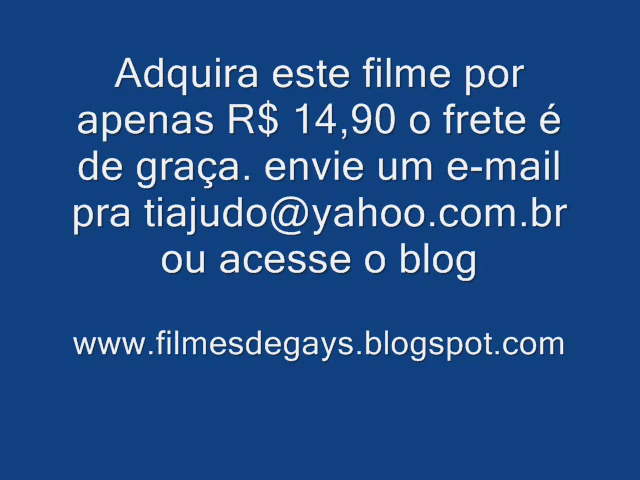 Adquira este filme por
apenas R$ 14,90 o frete é
de graça. envie um e-mail
pra tiajudo@yahoo.com.br
ou acesse o blog
www.filmesdegays.blogspot.com